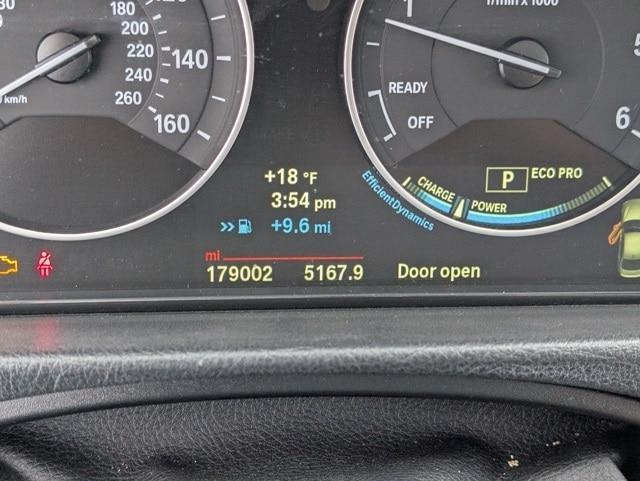 180
200
220
240
260
140
160
km/h
1
r/min x 1000
5
6
READY
OFF
P ECO PRO
CHARGE POWER
EfficientDynamics
+18 °F
3:54 pm
>> +9.6 mi
mi
179002 5167.9 Door open